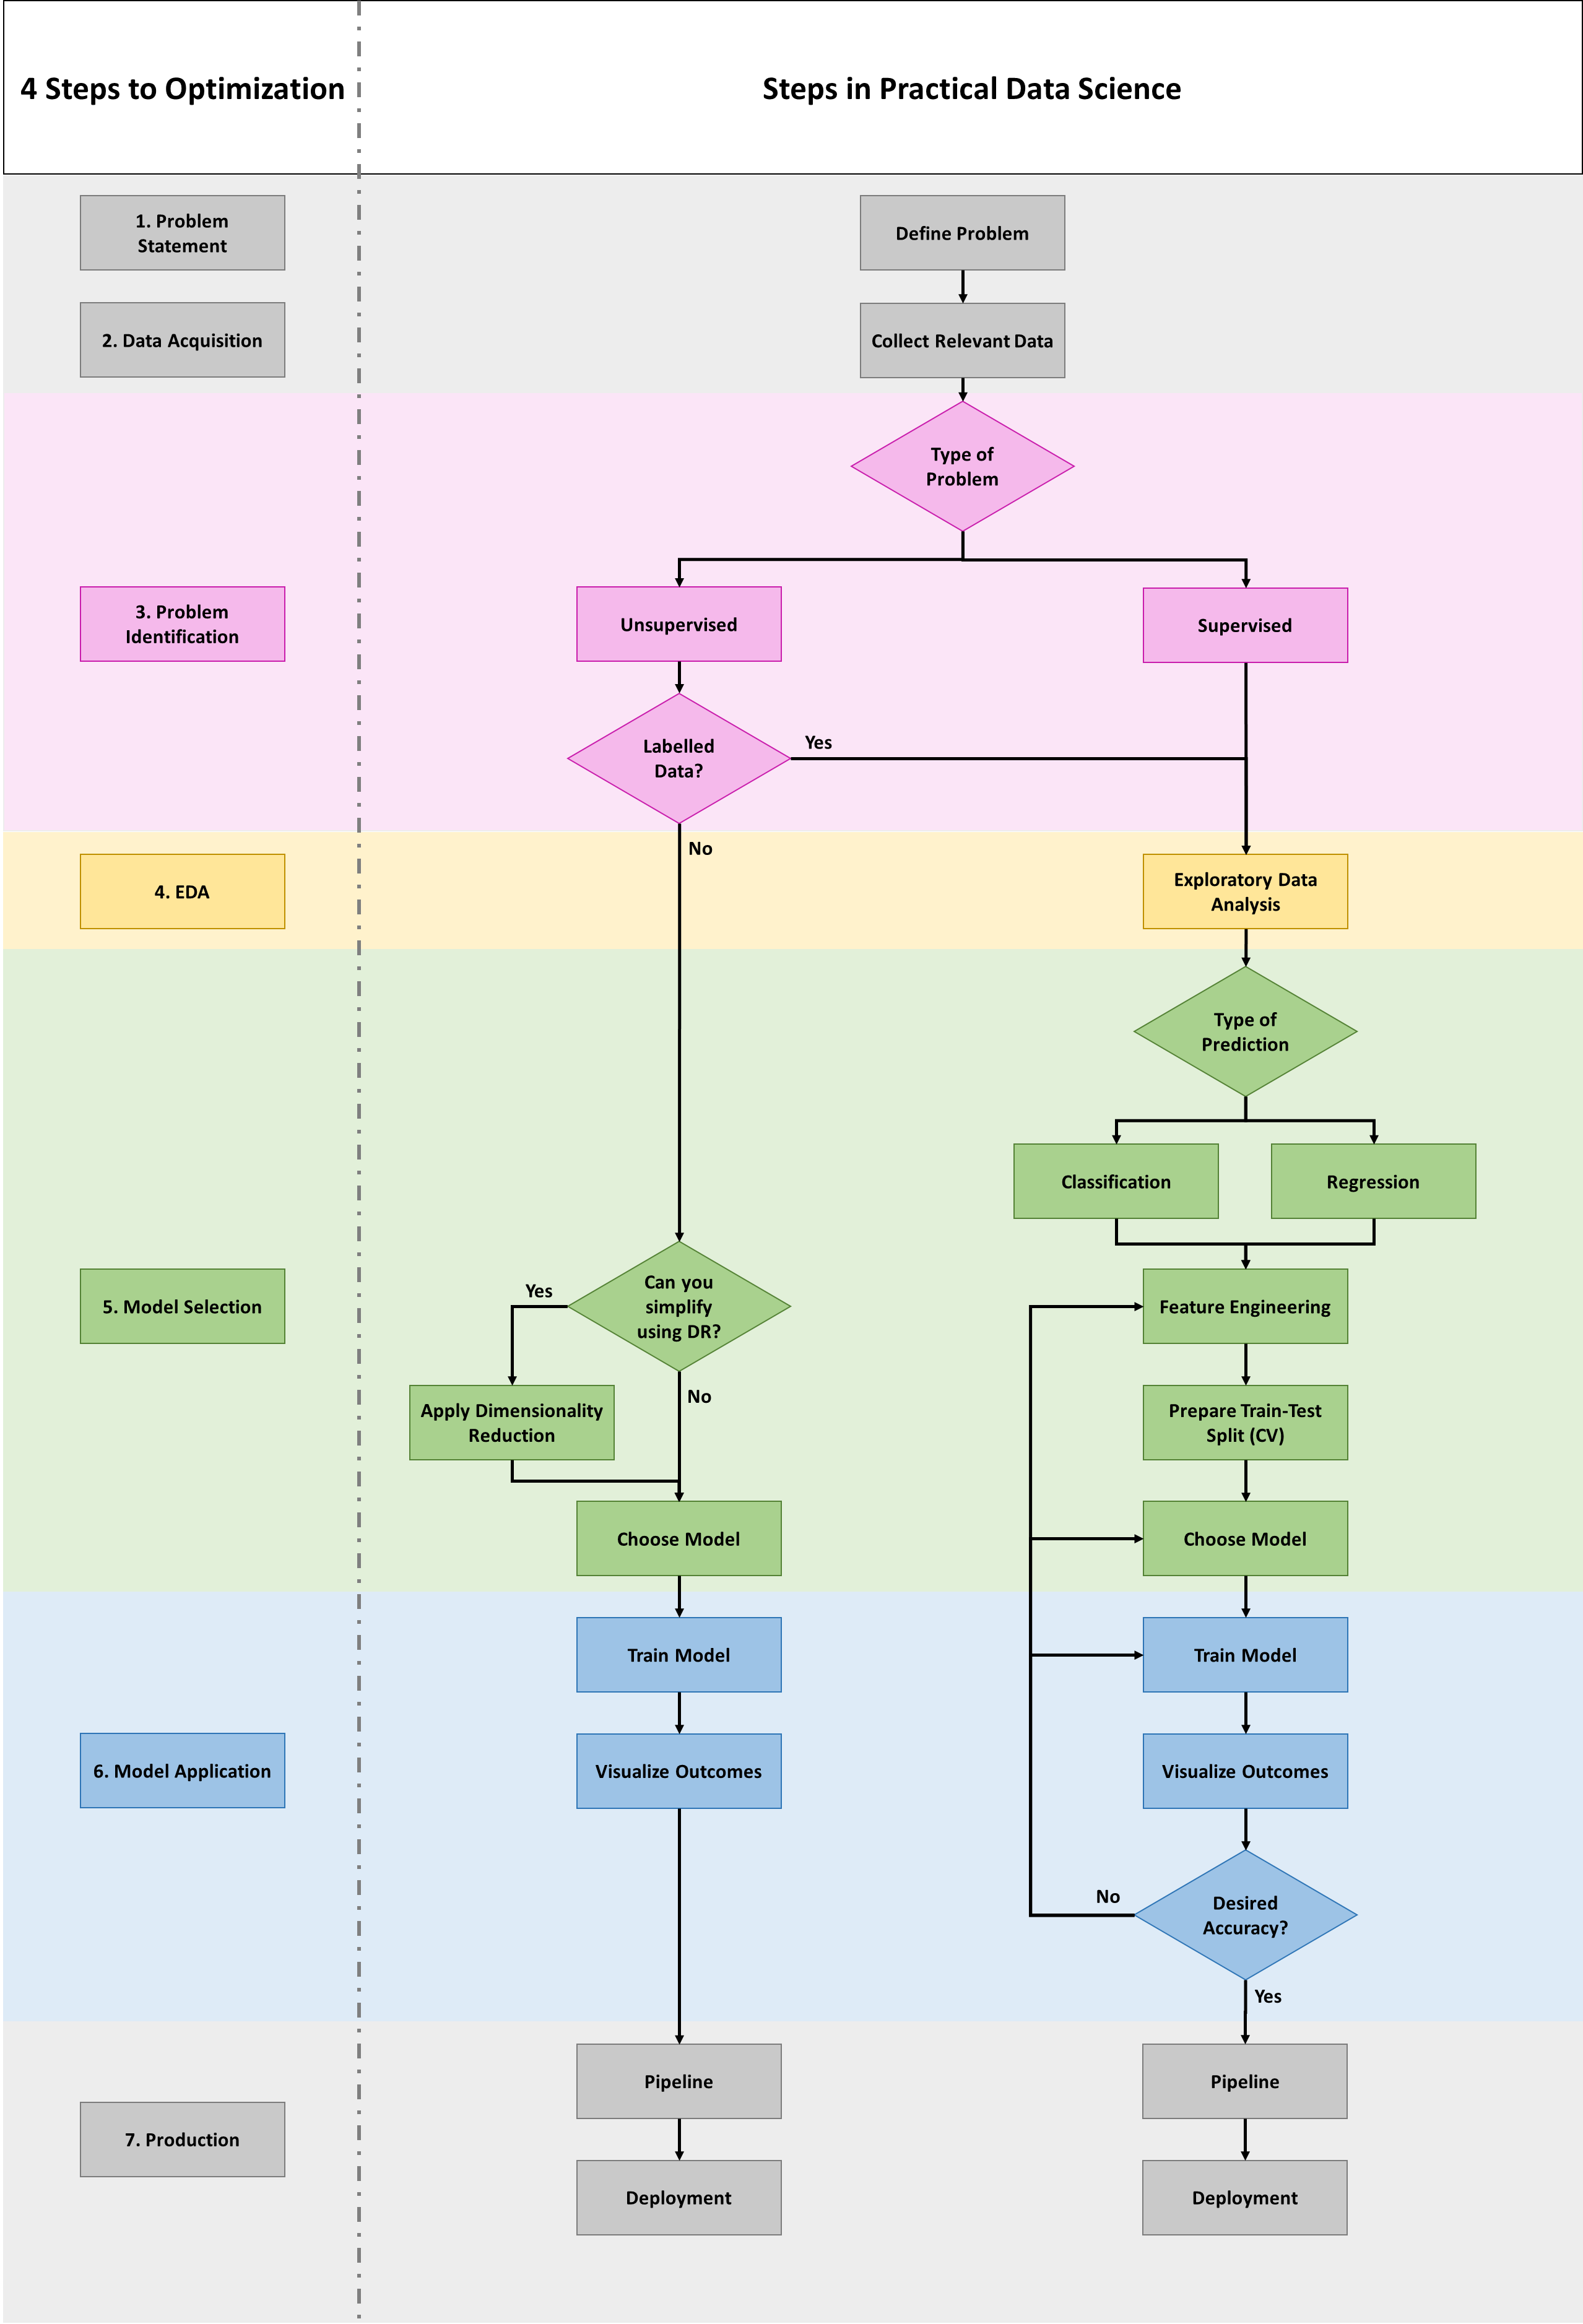 4 Steps to Optimization
Steps in Practical Data Science
1. Problem
Statement
Define Problem
2. Data Acquisition
Collect Relevant Data
Type of
Problem
3. Problem
Identification
Unsupervised
Supervised
Labelled
Data?
Yes
No
4. EDA
Exploratory Data
Analysis
Type of
Prediction
Classification
Regression
5. Model Selection
Yes
Can you
simplify
using DR?
No
Feature Engineering
Apply Dimensionality
Reduction
Prepare Train-Test
Split (CV)
Choose Model
Choose Model
Train Model
Train Model
6. Model Application
Visualize Outcomes
Visualize Outcomes
No
Desired
Accuracy?
Yes
Pipeline
Pipeline
7. Production
Deployment
Deployment